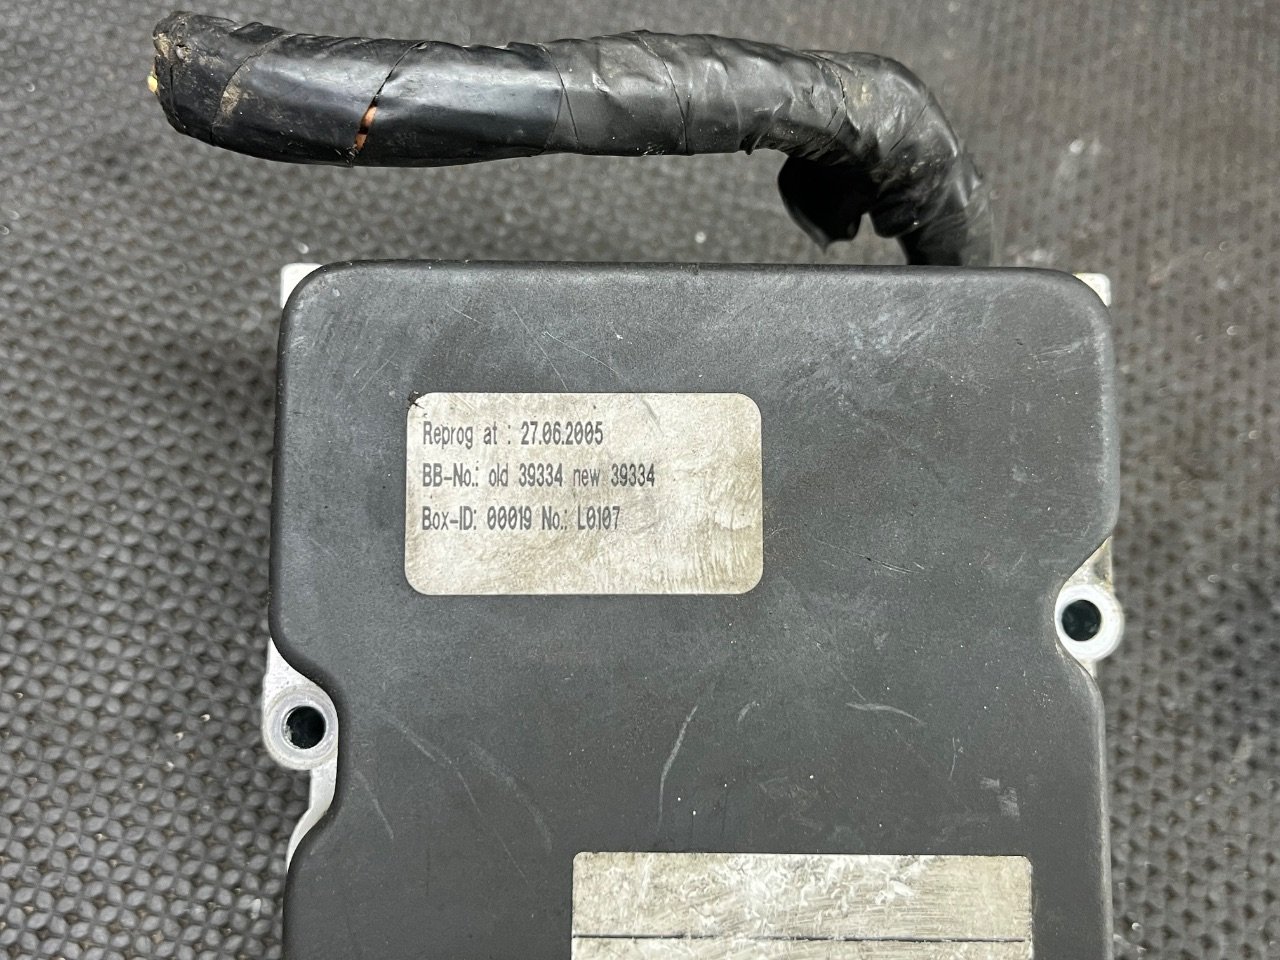 Reprog at : 27.06.2005
BB-No.: old 39334 new 39334
Box-ID: 00019 No.: L0107